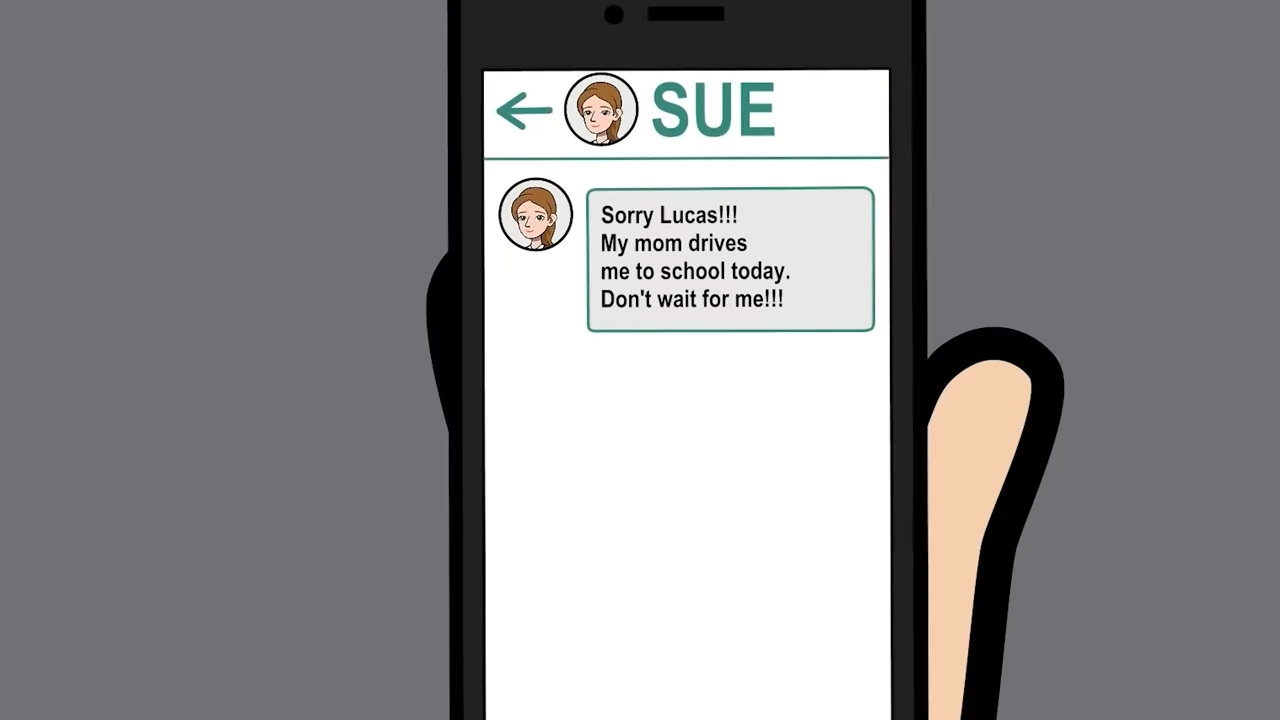 SUE
Sorry Lucas!!!
My mom drives
me to school today.
Don't wait for me!!!